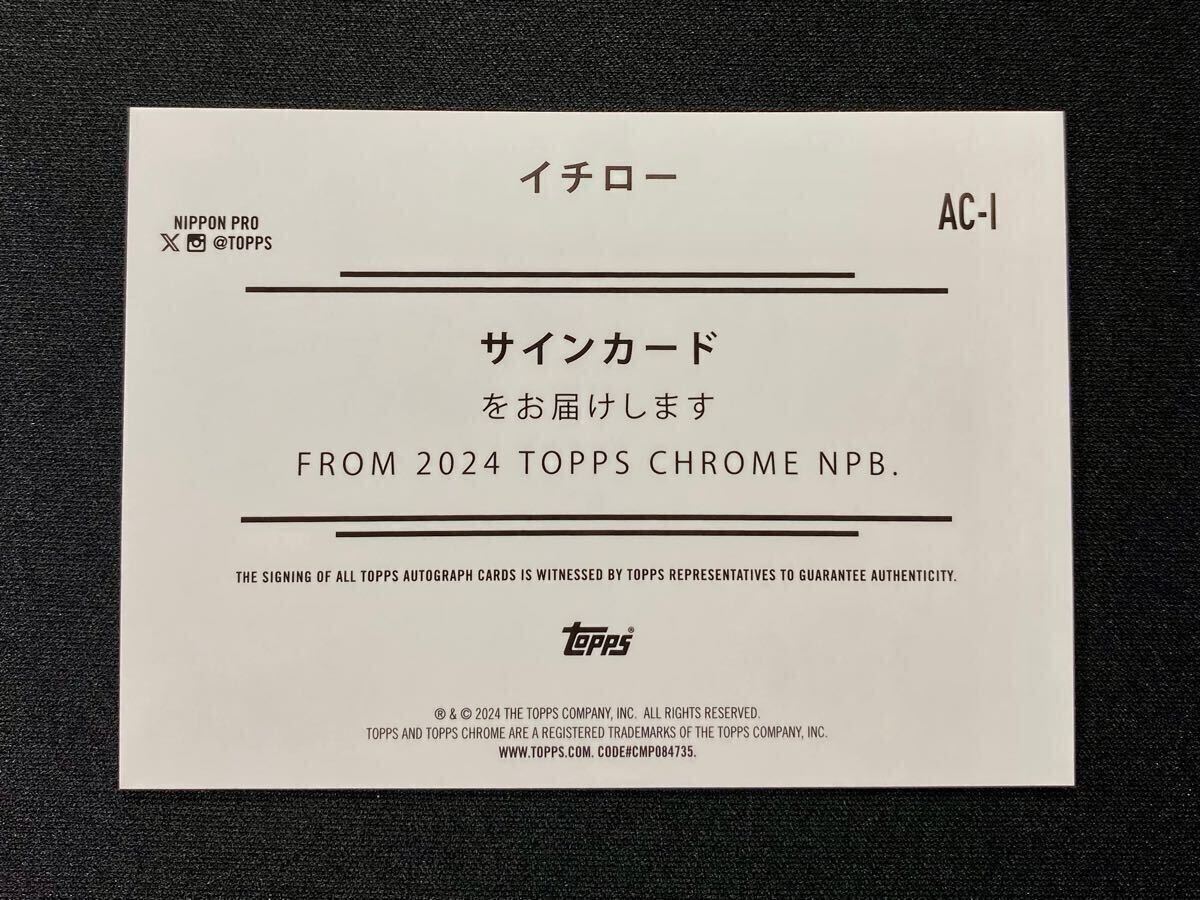 イチロー
AC-I
NIPPON PRO
@TOPPS
サインカード
をお届けします
FROM 2024 TOPPS CHROME NPB.
THE SIGNING OF ALL TOPPS AUTOGRAPH CARDS IS WITNESSED BY TOPPS REPRESENTATIVES TO GUARANTEE AUTHENTICITY.
topps®
® & © 2024 THE TOPPS COMPANY, INC. ALL RIGHTS RESERVED.
TOPPS AND TOPPS CHROME ARE A REGISTERED TRADEMARKS OF THE TOPPS COMPANY, INC.
WWW.TOPPS.COM. CODE#CMP084735.